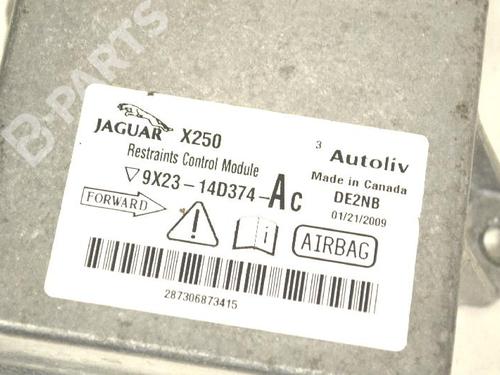 B-PARTS
JAGUAR X250
Restraints Control Module
9X23-14D374-Ac
FORWARD
3 Autoliv
Made in Canada
DE2NB
01/21/2009
i AIRBAG
287306873415